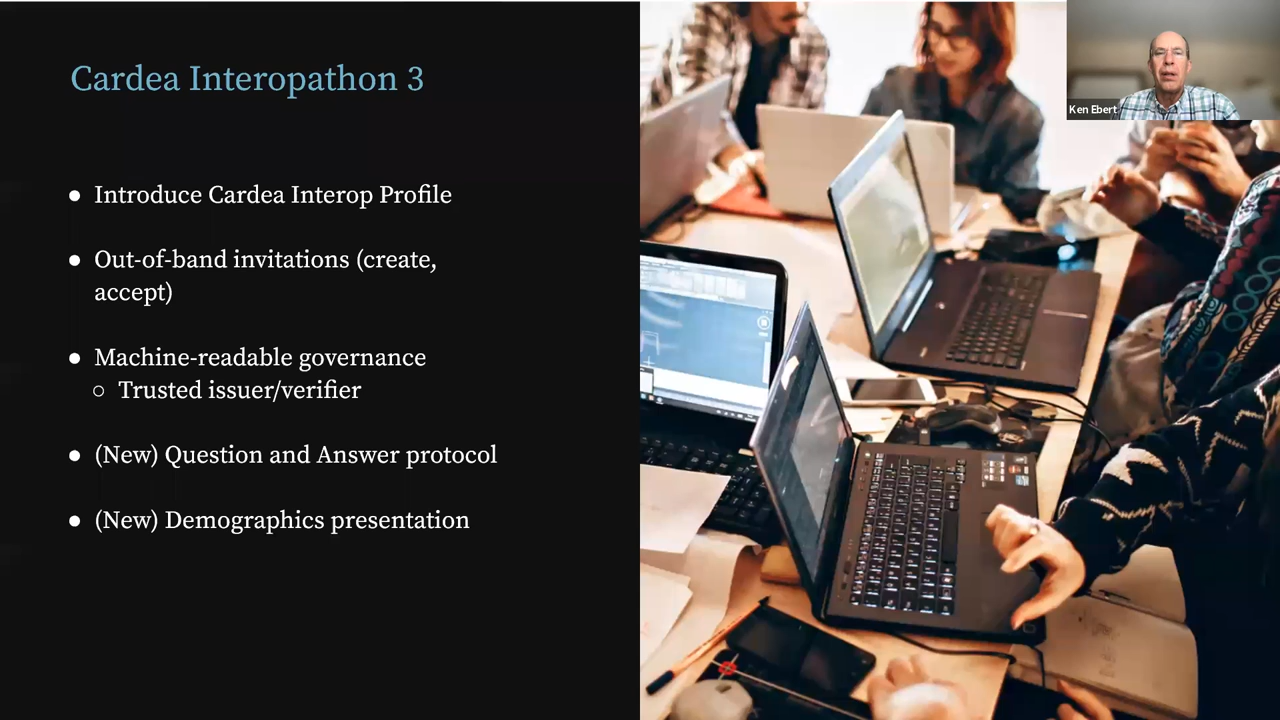 Cardea Interopathon 3
Ken Ebert
● Introduce Cardea Interop Profile
● Out-of-band invitations (create,
accept)
● Machine-readable governance
○ Trusted issuer/verifier
● (New) Question and Answer protocol
● (New) Demographics presentation